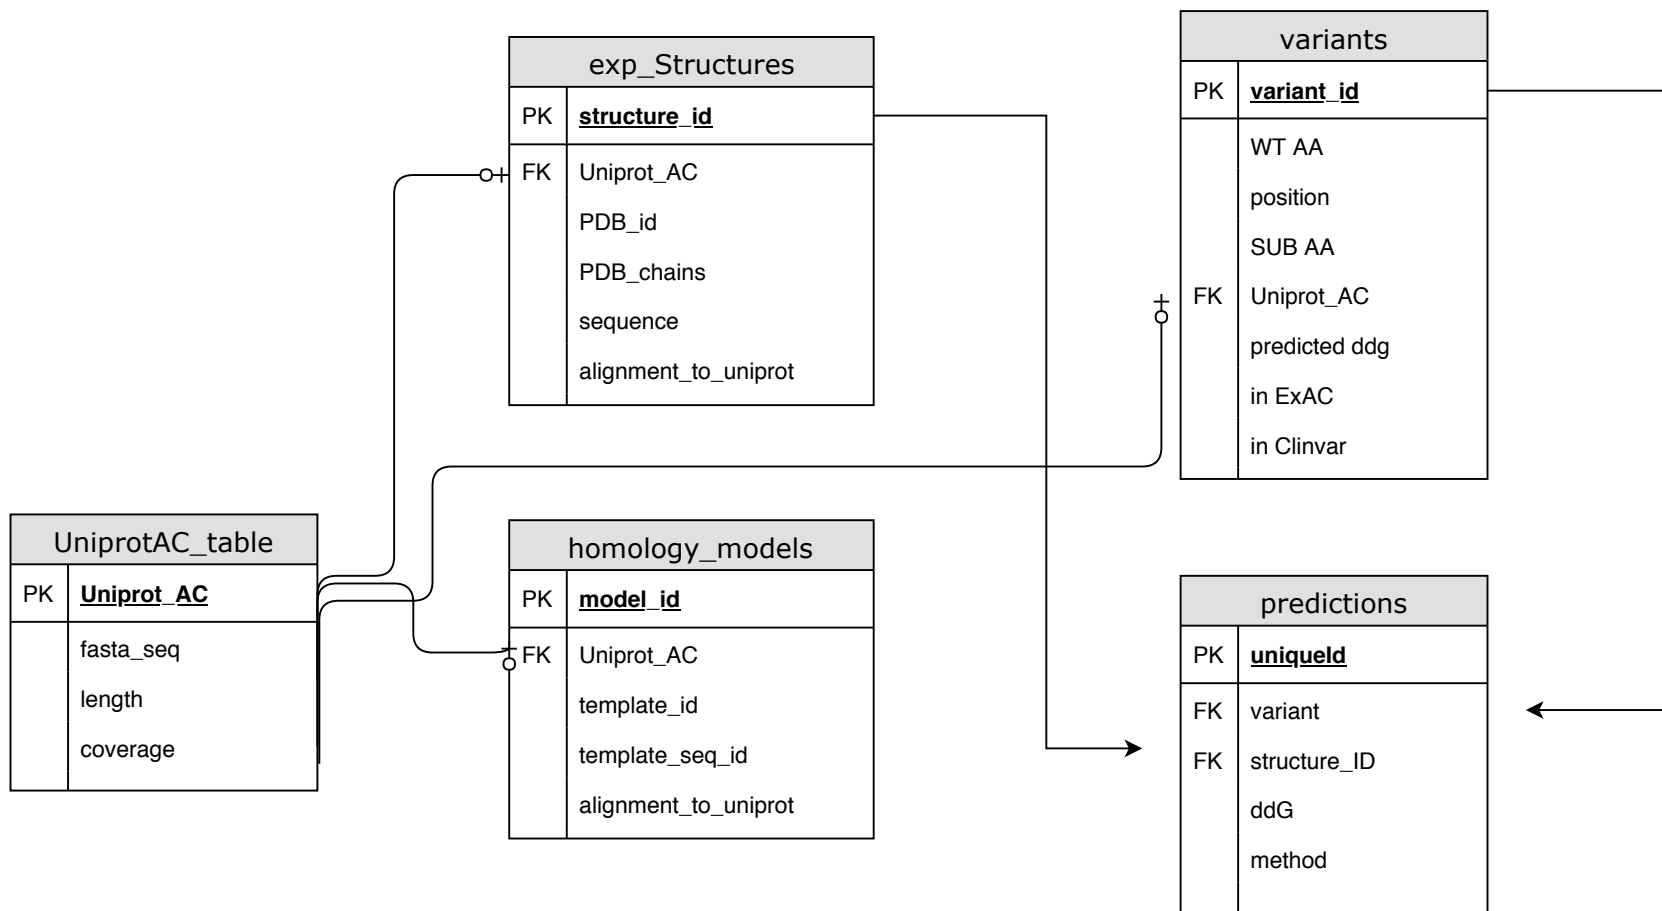 exp_Structures
PK structure_id
FK Uniprot_AC
PDB_id
PDB_chains
sequence
alignment_to_uniprot
variants
PK variant_id
WT AA
position
SUB AA
FK Uniprot_AC
predicted ddg
in ExAC
in Clinvar
UniprotAC_table
PK Uniprot_AC
fasta_seq
length
coverage
homology_models
PK model_id
FK Uniprot_AC
template_id
template_seq_id
alignment_to_uniprot
predictions
PK uniqueId
FK variant
FK structure_ID
ddG
method